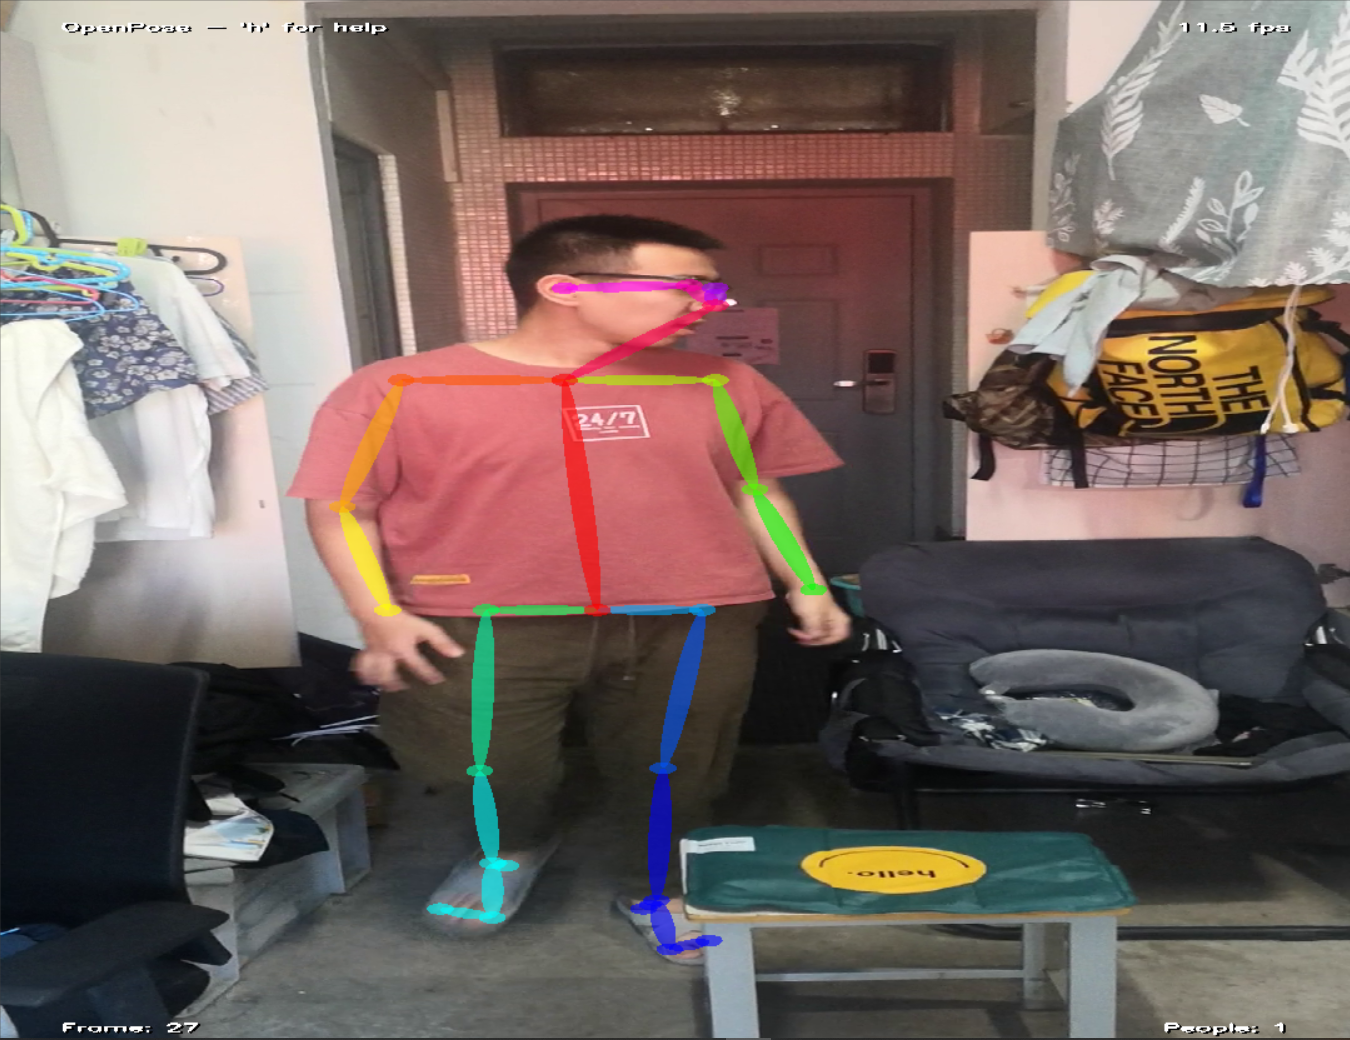 OpenPose - 'h' for help
11.5 fps
24/7
THE
NORTH
FACE
hello.
Frame: 27
People: 1